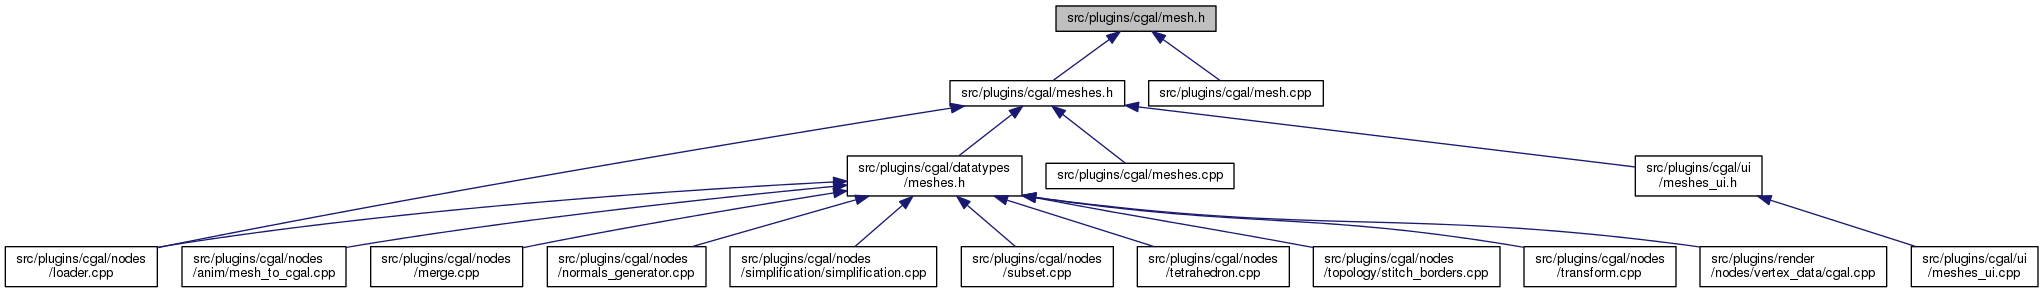 src/plugins/cgal/mesh.h
src/plugins/cgal/meshes.h
src/plugins/cgal/mesh.cpp
src/plugins/cgal/datatypes
/meshes.h
src/plugins/cgal/meshes.cpp
src/plugins/cgal/ui
/meshes_ui.h
src/plugins/cgal/nodes
/loader.cpp
src/plugins/cgal/nodes
/anim/mesh_to_cgal.cpp
src/plugins/cgal/nodes
/merge.cpp
src/plugins/cgal/nodes
/normals_generator.cpp
src/plugins/cgal/nodes
/simplification/simplification.cpp
src/plugins/cgal/nodes
/subset.cpp
src/plugins/cgal/nodes
/tetrahedron.cpp
src/plugins/cgal/nodes
/topology/stitch_borders.cpp
src/plugins/cgal/nodes
/transform.cpp
src/plugins/render
/nodes/vertex_data/cgal.cpp
src/plugins/cgal/ui
/meshes_ui.cpp